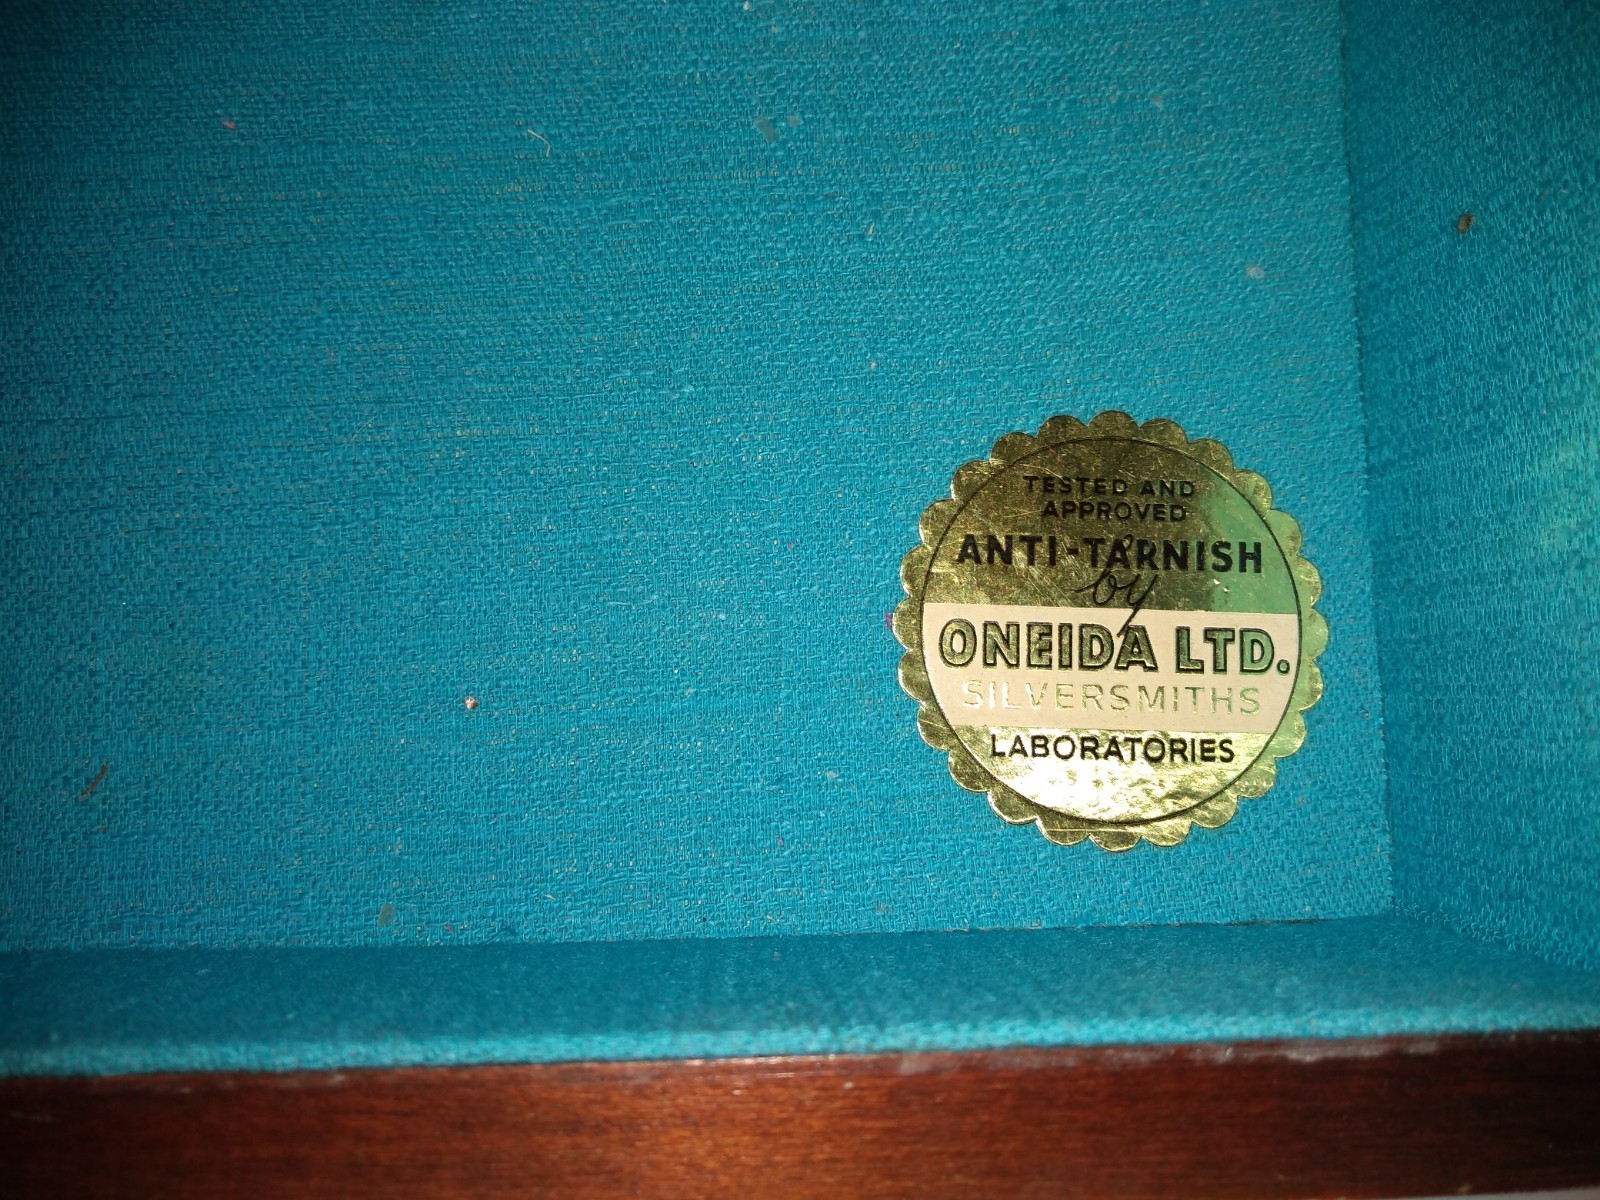 TESTED AND
APPROVED
ANTI-TARNISH
by
ONEIDA LTD.
SILVERSMITHS
LABORATORIES